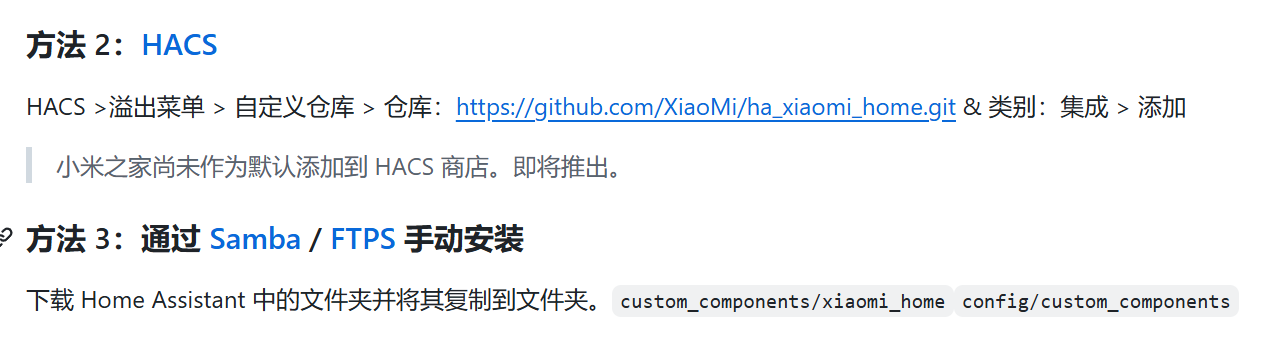 方法 2：HACS
HACS >溢出菜单 > 自定义仓库 > 仓库：https://github.com/XiaoMi/ha_xiaomi_home.git & 类别：集成 > 添加
小米之家尚未作为默认添加到 HACS 商店。即将推出。
方法 3：通过 Samba / FTPS 手动安装
下载 Home Assistant 中的文件夹并将其复制到文件夹。custom_components/xiaomi_home config/custom_components